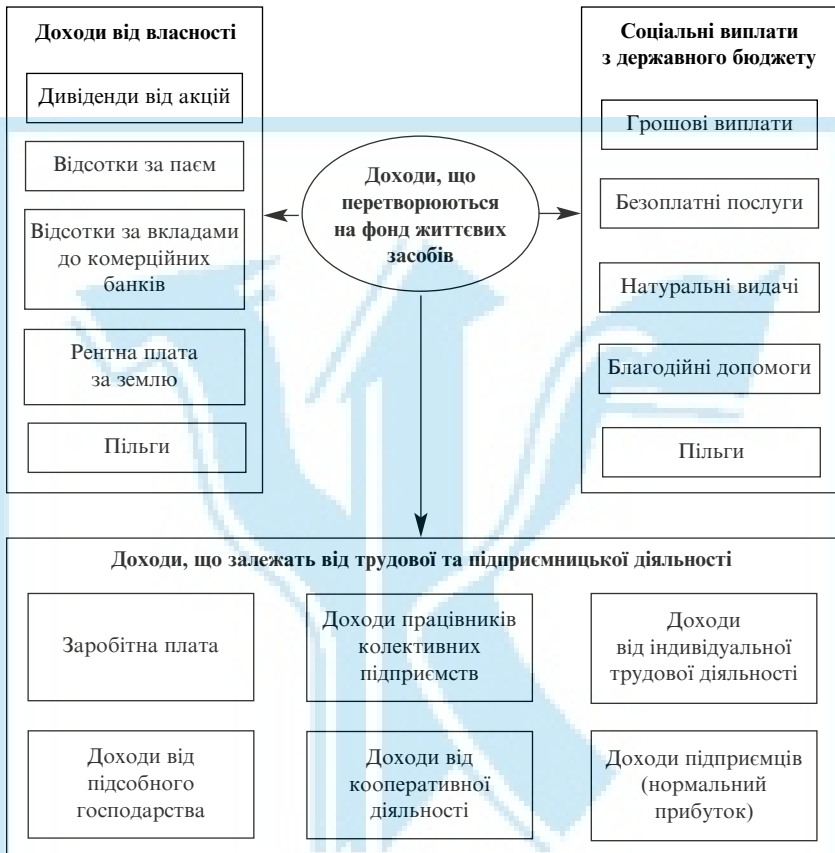 Доходи від власності
Дивіденди від акцій
Відсотки за паєм
Відсотки за вкладами
до комерційних
банків
Рентна плата
за землю
Пільги
Доходи, що
перетворюються
на фонд життєвих
засобів
Соціальні виплати
з державного бюджету
Грошові виплати
Безоплатні послуги
Натуральні видачі
Благодійні допомоги
Пільги
Доходи, що залежать від трудової та підприємницької діяльності
Заробітна плата
Доходи працівників
колективних
підприємств
Доходи
від індивідуальної
трудової діяльності
Доходи від
підсобного
господарства
Доходи від
кооперативної
діяльності
Доходи підприємців
(нормальний
прибуток)